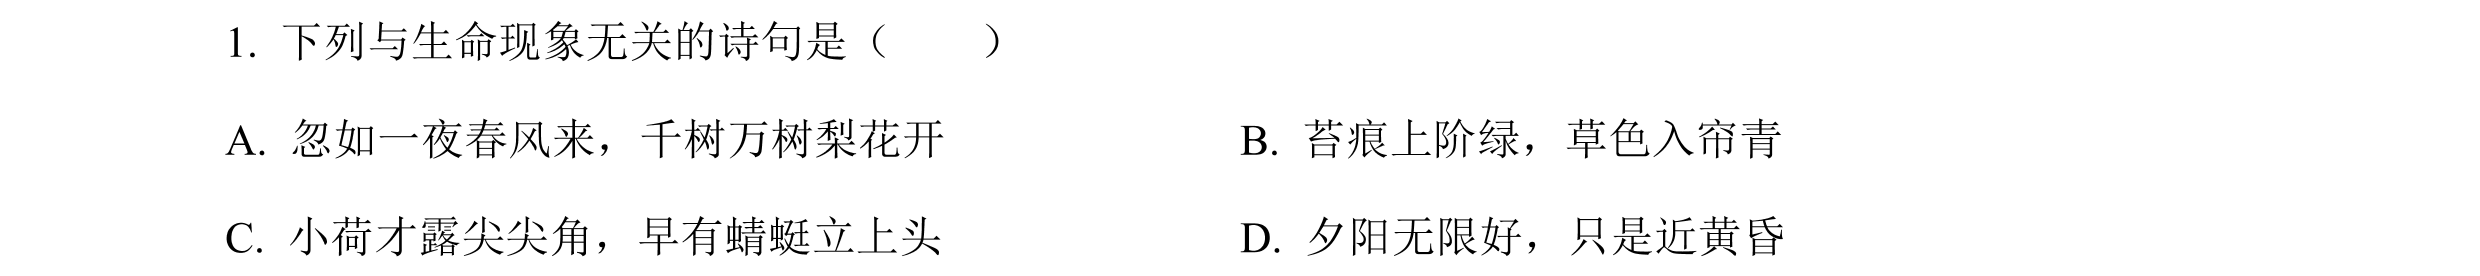 1. 下列与生命现象无关的诗句是（　　）
A. 忽如一夜春风来，千树万树梨花开 B. 苔痕上阶绿，草色入帘青
C. 小荷才露尖尖角，早有蜻蜓立上头 D. 夕阳无限好，只是近黄昏